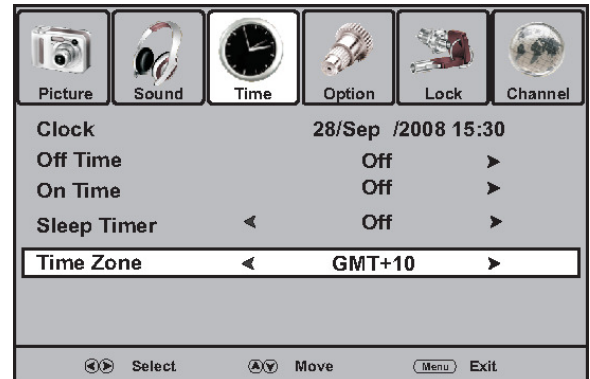 Picture Sound Time Option Lock Channel
Clock 28/Sep /2008 15:30
Off Time Off
On Time Off
Sleep Timer Off
Time Zone GMT+10
Select Move Menu Exit